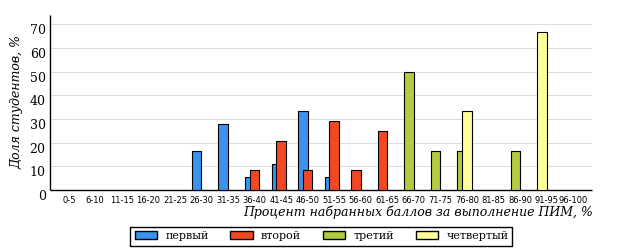 70
60
50
40
30
20
10
0
Доля студентов, %
0-5 6-10 11-15 16-20 21-25 26-30 31-35 36-40 41-45 46-50 51-55 56-60 61-65 66-70 71-75 76-80 81-85 86-90 91-95 96-100
Процент набранных баллов за выполнение ПИМ, %
первый второй третий четвертый